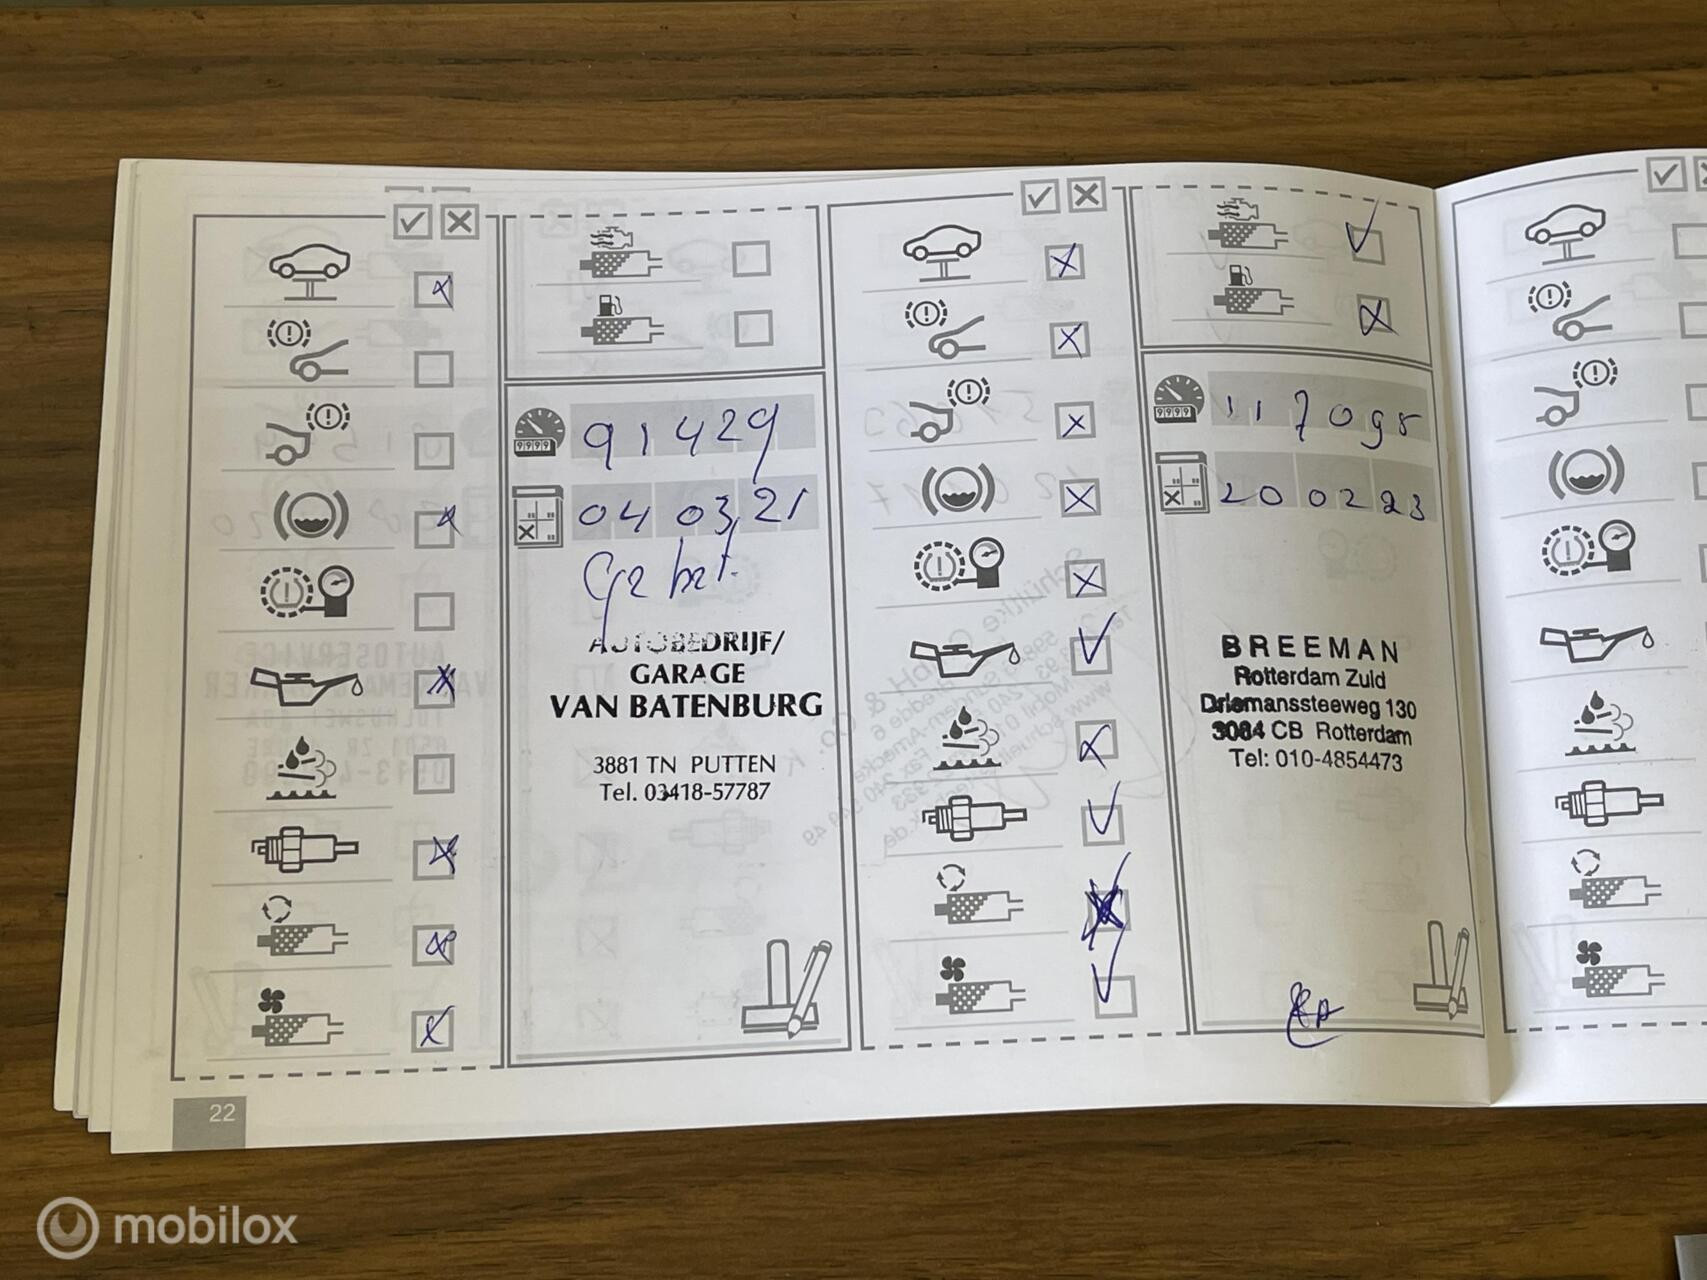 91429
04 03 21
AUTOBEDRIJF/
GARAGE
VAN BATENBURG
3881 TN PUTTEN
Tel. 03418-57787
117095
200223
BREEMAN
Rotterdam Zuid
Driemanssteeweg 130
3084 CB Rotterdam
Tel: 010-4854473
22
mobilox